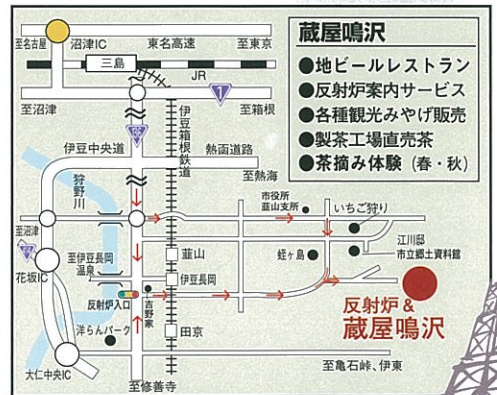 至名古屋
沼津IC
東名高速
至東京
三島
JR
至沼津
1
至箱根
136
伊豆箱根鉄道
伊豆中央道
熱函道路
至熱海
狩野川
市役所
韮山支所
いちご狩り
至沼津
花坂IC
至伊豆長岡
温泉
韮山
伊豆長岡
蛭ヶ島
江川邸
市立郷土資料館
反射炉入口
吉野家
洋らんパーク
田京
反射炉&
蔵屋鳴沢
大仁中央IC
至修善寺
至亀石峠、伊東
蔵屋鳴沢
●地ビールレストラン
●反射炉案内サービス
●各種観光みやげ販売
●製茶工場直売茶
●茶摘み体験(春・秋)